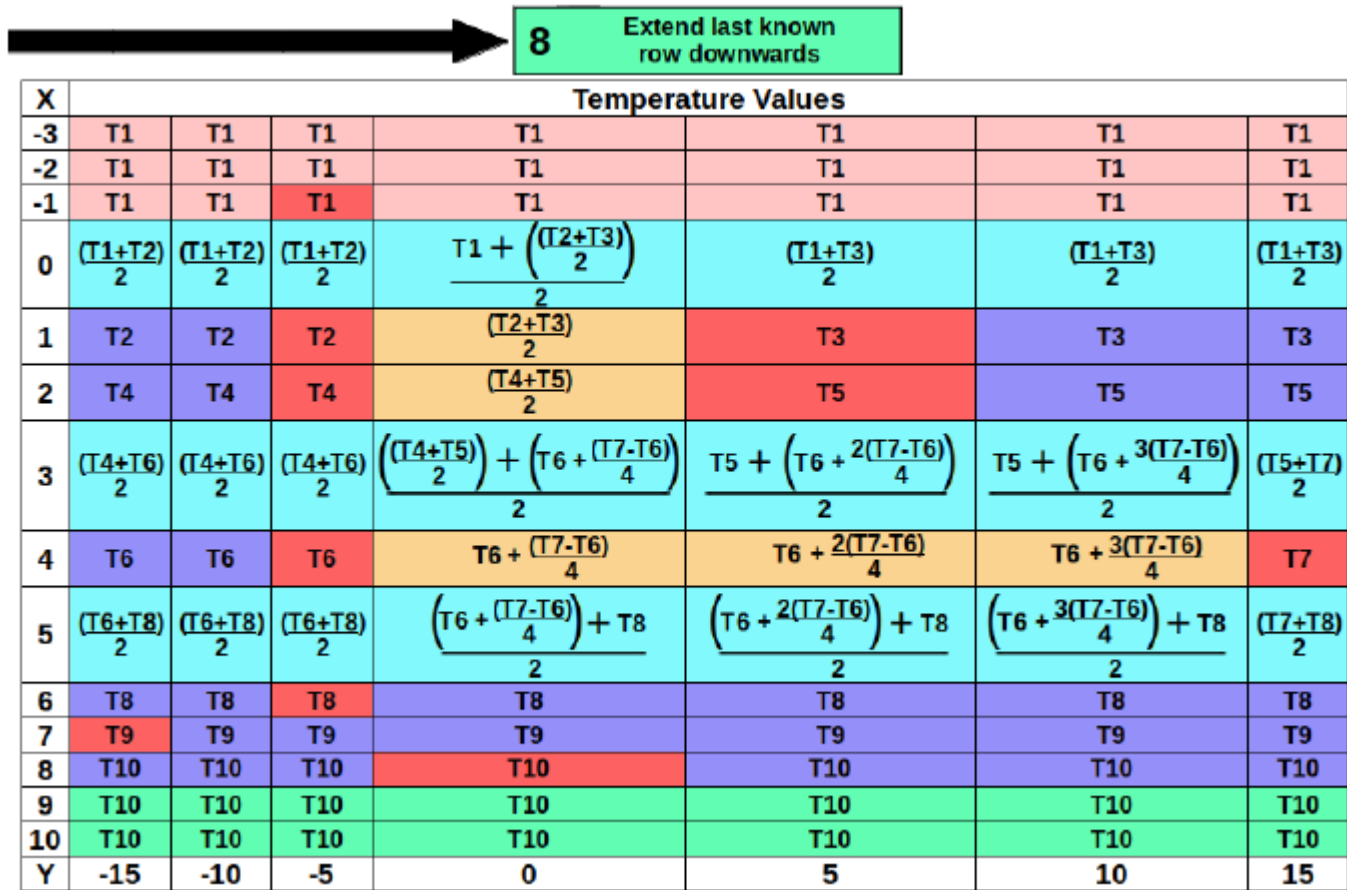 8 Extend last known
row downwards
X Temperature Values
-3 T1 T1 T1 T1 T1 T1 T1
-2 T1 T1 T1 T1 T1 T1 T1
-1 T1 T1 T1 T1 T1 T1 T1
0 (T1+T2)/2 (T1+T2)/2 (T1+T2)/2 T1 + ((T2+T3)/2)/2 (T1+T3)/2 (T1+T3)/2 (T1+T3)/2
1 T2 T2 T2 (T2+T3)/2 T3 T3 T3
2 T4 T4 T4 (T4+T5)/2 T5 T5 T5
3 (T4+T6)/2 (T4+T6)/2 (T4+T6)/2 (((T4+T5)/2) + (T6 + (T7-T6)/4))/2 T5 + (T6 + 2(T7-T6)/4)/2 T5 + (T6 + 3(T7-T6)/4)/2 (T5+T7)/2
4 T6 T6 T6 T6 + (T7-T6)/4 T6 + 2(T7-T6)/4 T6 + 3(T7-T6)/4 T7
5 (T6+T8)/2 (T6+T8)/2 (T6+T8)/2 (T6 + (T7-T6)/4) + T8/2 (T6 + 2(T7-T6)/4) + T8/2 (T6 + 3(T7-T6)/4) + T8/2 (T7+T8)/2
6 T8 T8 T8 T8 T8 T8 T8
7 T9 T9 T9 T9 T9 T9 T9
8 T10 T10 T10 T10 T10 T10 T10
9 T10 T10 T10 T10 T10 T10 T10
10 T10 T10 T10 T10 T10 T10 T10
Y -15 -10 -5 0 5 10 15